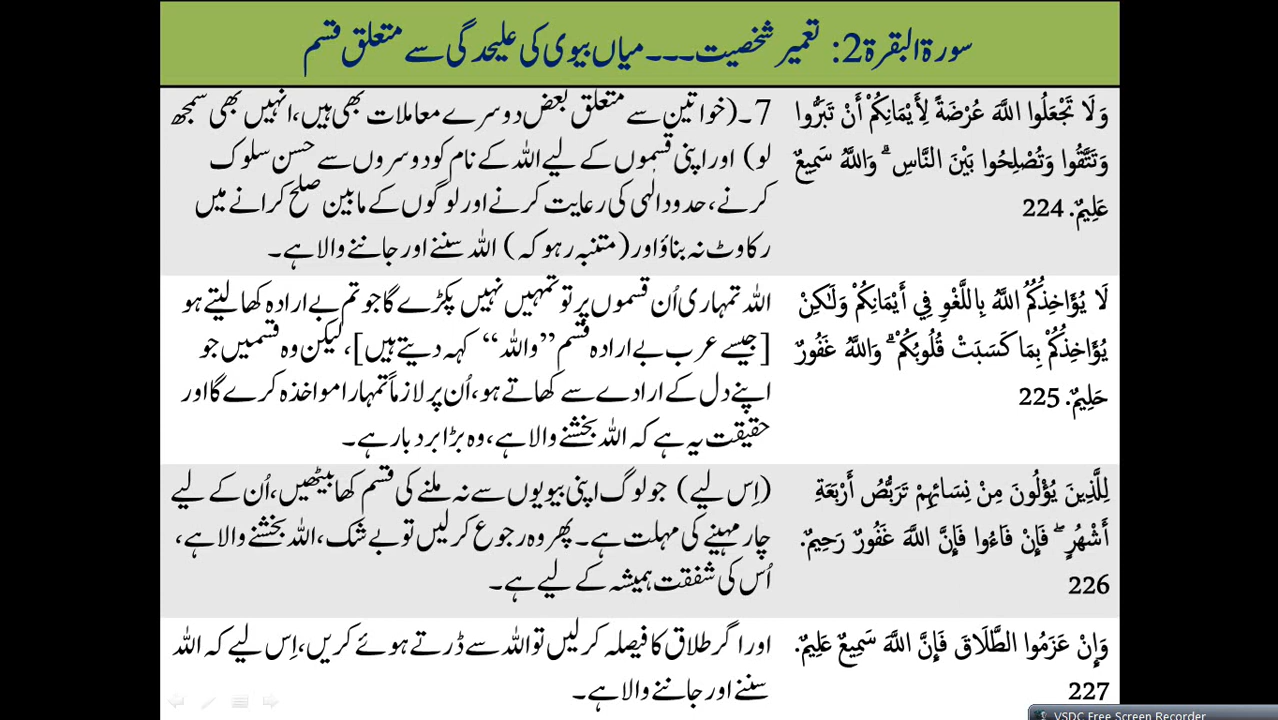 سورۃ البقرۃ 2: تعمیر شخصیت۔۔۔میاں بیوی کی علیحدگی سے متعلق قسم
وَلَا تَجْعَلُوا اللَّهَ عُرْضَةً لِأَيْمَانِكُمْ أَنْ تَبَرُّوا
وَتَتَّقُوا وَتُصْلِحُوا بَيْنَ النَّاسِ ۗ وَاللَّهُ سَمِيعٌ
عَلِيمٌ. 224
7۔(خواتین سے متعلق بعض دوسرے معاملات بھی ہیں، انہیں بھی سمجھ
لو) اور اپنی قسموں کے لیے اللہ کے نام کو دوسروں سے حسن سلوک
کرنے، حدود الٰہی کی رعایت کرنے اور لوگوں کے مابین صلح کرانے میں
رکاوٹ نہ بناؤ اور (متنبہ رہو کہ) اللہ سننے اور جاننے والا ہے۔
لَا يُؤَاخِذُكُمُ اللَّهُ بِاللَّغْوِ فِي أَيْمَانِكُمْ وَلَٰكِنْ
يُؤَاخِذُكُمْ بِمَا كَسَبَتْ قُلُوبُكُمْ ۗ وَاللَّهُ غَفُورٌ
حَلِيمٌ. 225
اللہ تمہاری اُن قسموں پر تو تمہیں نہیں پکڑے گا جو تم بے ارادہ کھا لیتے ہو
[جیسے عرب بے ارادہ قسم ”واللہ“ کہہ دیتے ہیں]، لیکن وہ قسمیں جو
اپنے دل کے ارادے سے کھاتے ہو، اُن پر لازماً تمہارا مواخذہ کرے گا اور
حقیقت یہ ہے کہ اللہ بخشنے والا ہے، وہ بڑا بردبار ہے۔
لِلَّذِينَ يُؤْلُونَ مِنْ نِسَائِهِمْ تَرَبُّصُ أَرْبَعَةِ
أَشْهُرٍ ۖ فَإِنْ فَاءُوا فَإِنَّ اللَّهَ غَفُورٌ رَحِيمٌ.
226
(اِس لیے) جو لوگ اپنی بیویوں سے نہ ملنے کی قسم کھا بیٹھیں، اُن کے لیے
چار مہینے کی مہلت ہے۔ پھر وہ رجوع کر لیں تو بے شک، اللہ بخشنے والا ہے،
اُس کی شفقت ہمیشہ کے لیے ہے۔
وَإِنْ عَزَمُوا الطَّلَاقَ فَإِنَّ اللَّهَ سَمِيعٌ عَلِيمٌ.
227
اور اگر طلاق کا فیصلہ کر لیں تو اللہ سے ڈرتے ہوئے کریں، اِس لیے کہ اللہ
سننے اور جاننے والا ہے۔
VSDC Free Screen Recorder